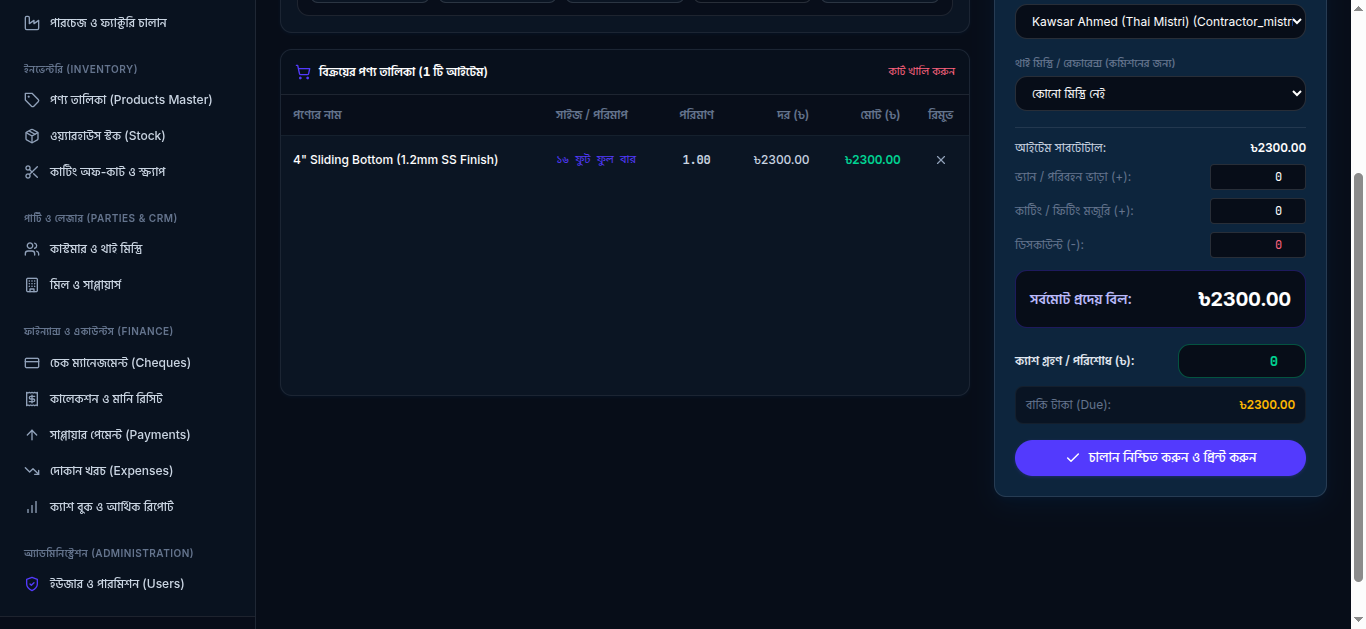 পারচেজ ও ফ্যাক্টরি চালান
ইনভেন্টরি (INVENTORY)
পণ্য তালিকা (Products Master)
ওয়্যারহাউস স্টক (Stock)
কাটিং অফ-কাট ও স্ক্র্যাপ
পার্টি ও লেজার (PARTIES & CRM)
কাস্টমার ও থাই মিস্ত্রি
মিল ও সাপ্লায়ার্স
ফাইন্যান্স ও একাউন্টস (FINANCE)
চেক ম্যানেজমেন্ট (Cheques)
কালেকশন ও মানি রিসিট
সাপ্লায়ার পেমেন্ট (Payments)
দোকান খরচ (Expenses)
ক্যাশ বুক ও আর্থিক রিপোর্ট
অ্যাডমিনিস্ট্রেশন (ADMINISTRATION)
ইউজার ও পারমিশন (Users)
বিক্রয়ের পণ্য তালিকা (1 টি আইটেম)
কার্ট খালি করুন
পণ্যের নাম সাইজ / পরিমাপ পরিমাণ দর (৳) মোট (৳) রিমুভ
4" Sliding Bottom (1.2mm SS Finish) ১৬ ফুট ফুল বার 1.00 ৳2300.00 ৳2300.00
Kawsar Ahmed (Thai Mistri) (Contractor_mistr
থাই মিস্ত্রি / রেফারেন্স (কমিশনের জন্য)
কোনো মিস্ত্রি নেই
আইটেম সাবটোটাল: ৳2300.00
ভ্যান / পরিবহন ভাড়া (+): 0
কাটিং / ফিটিং মজুরি (+): 0
ডিসকাউন্ট (-): 0
সর্বমোট প্রদেয় বিল: ৳2300.00
ক্যাশ গ্রহণ / পরিশোধ (৳): 0
বাকি টাকা (Due): ৳2300.00
চালান নিশ্চিত করুন ও প্রিন্ট করুন